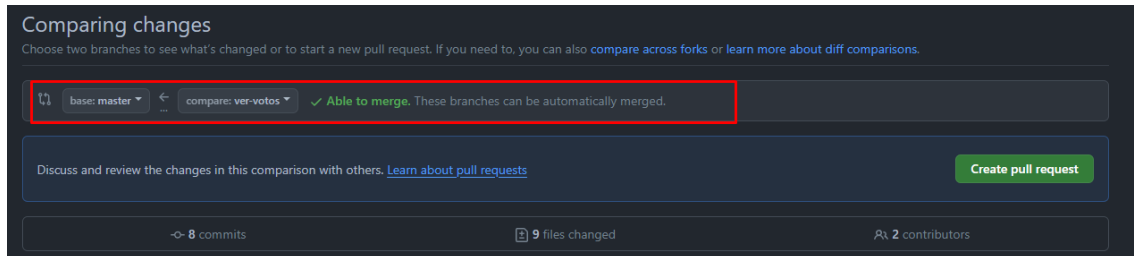 Comparing changes
Choose two branches to see what's changed or to start a new pull request. If you need to, you can also compare across forks or learn more about diff comparisons.
base: master ← compare: ver-votos ✓ Able to merge. These branches can be automatically merged.
Discuss and review the changes in this comparison with others. Learn about pull requests Create pull request
8 commits 9 files changed 2 contributors